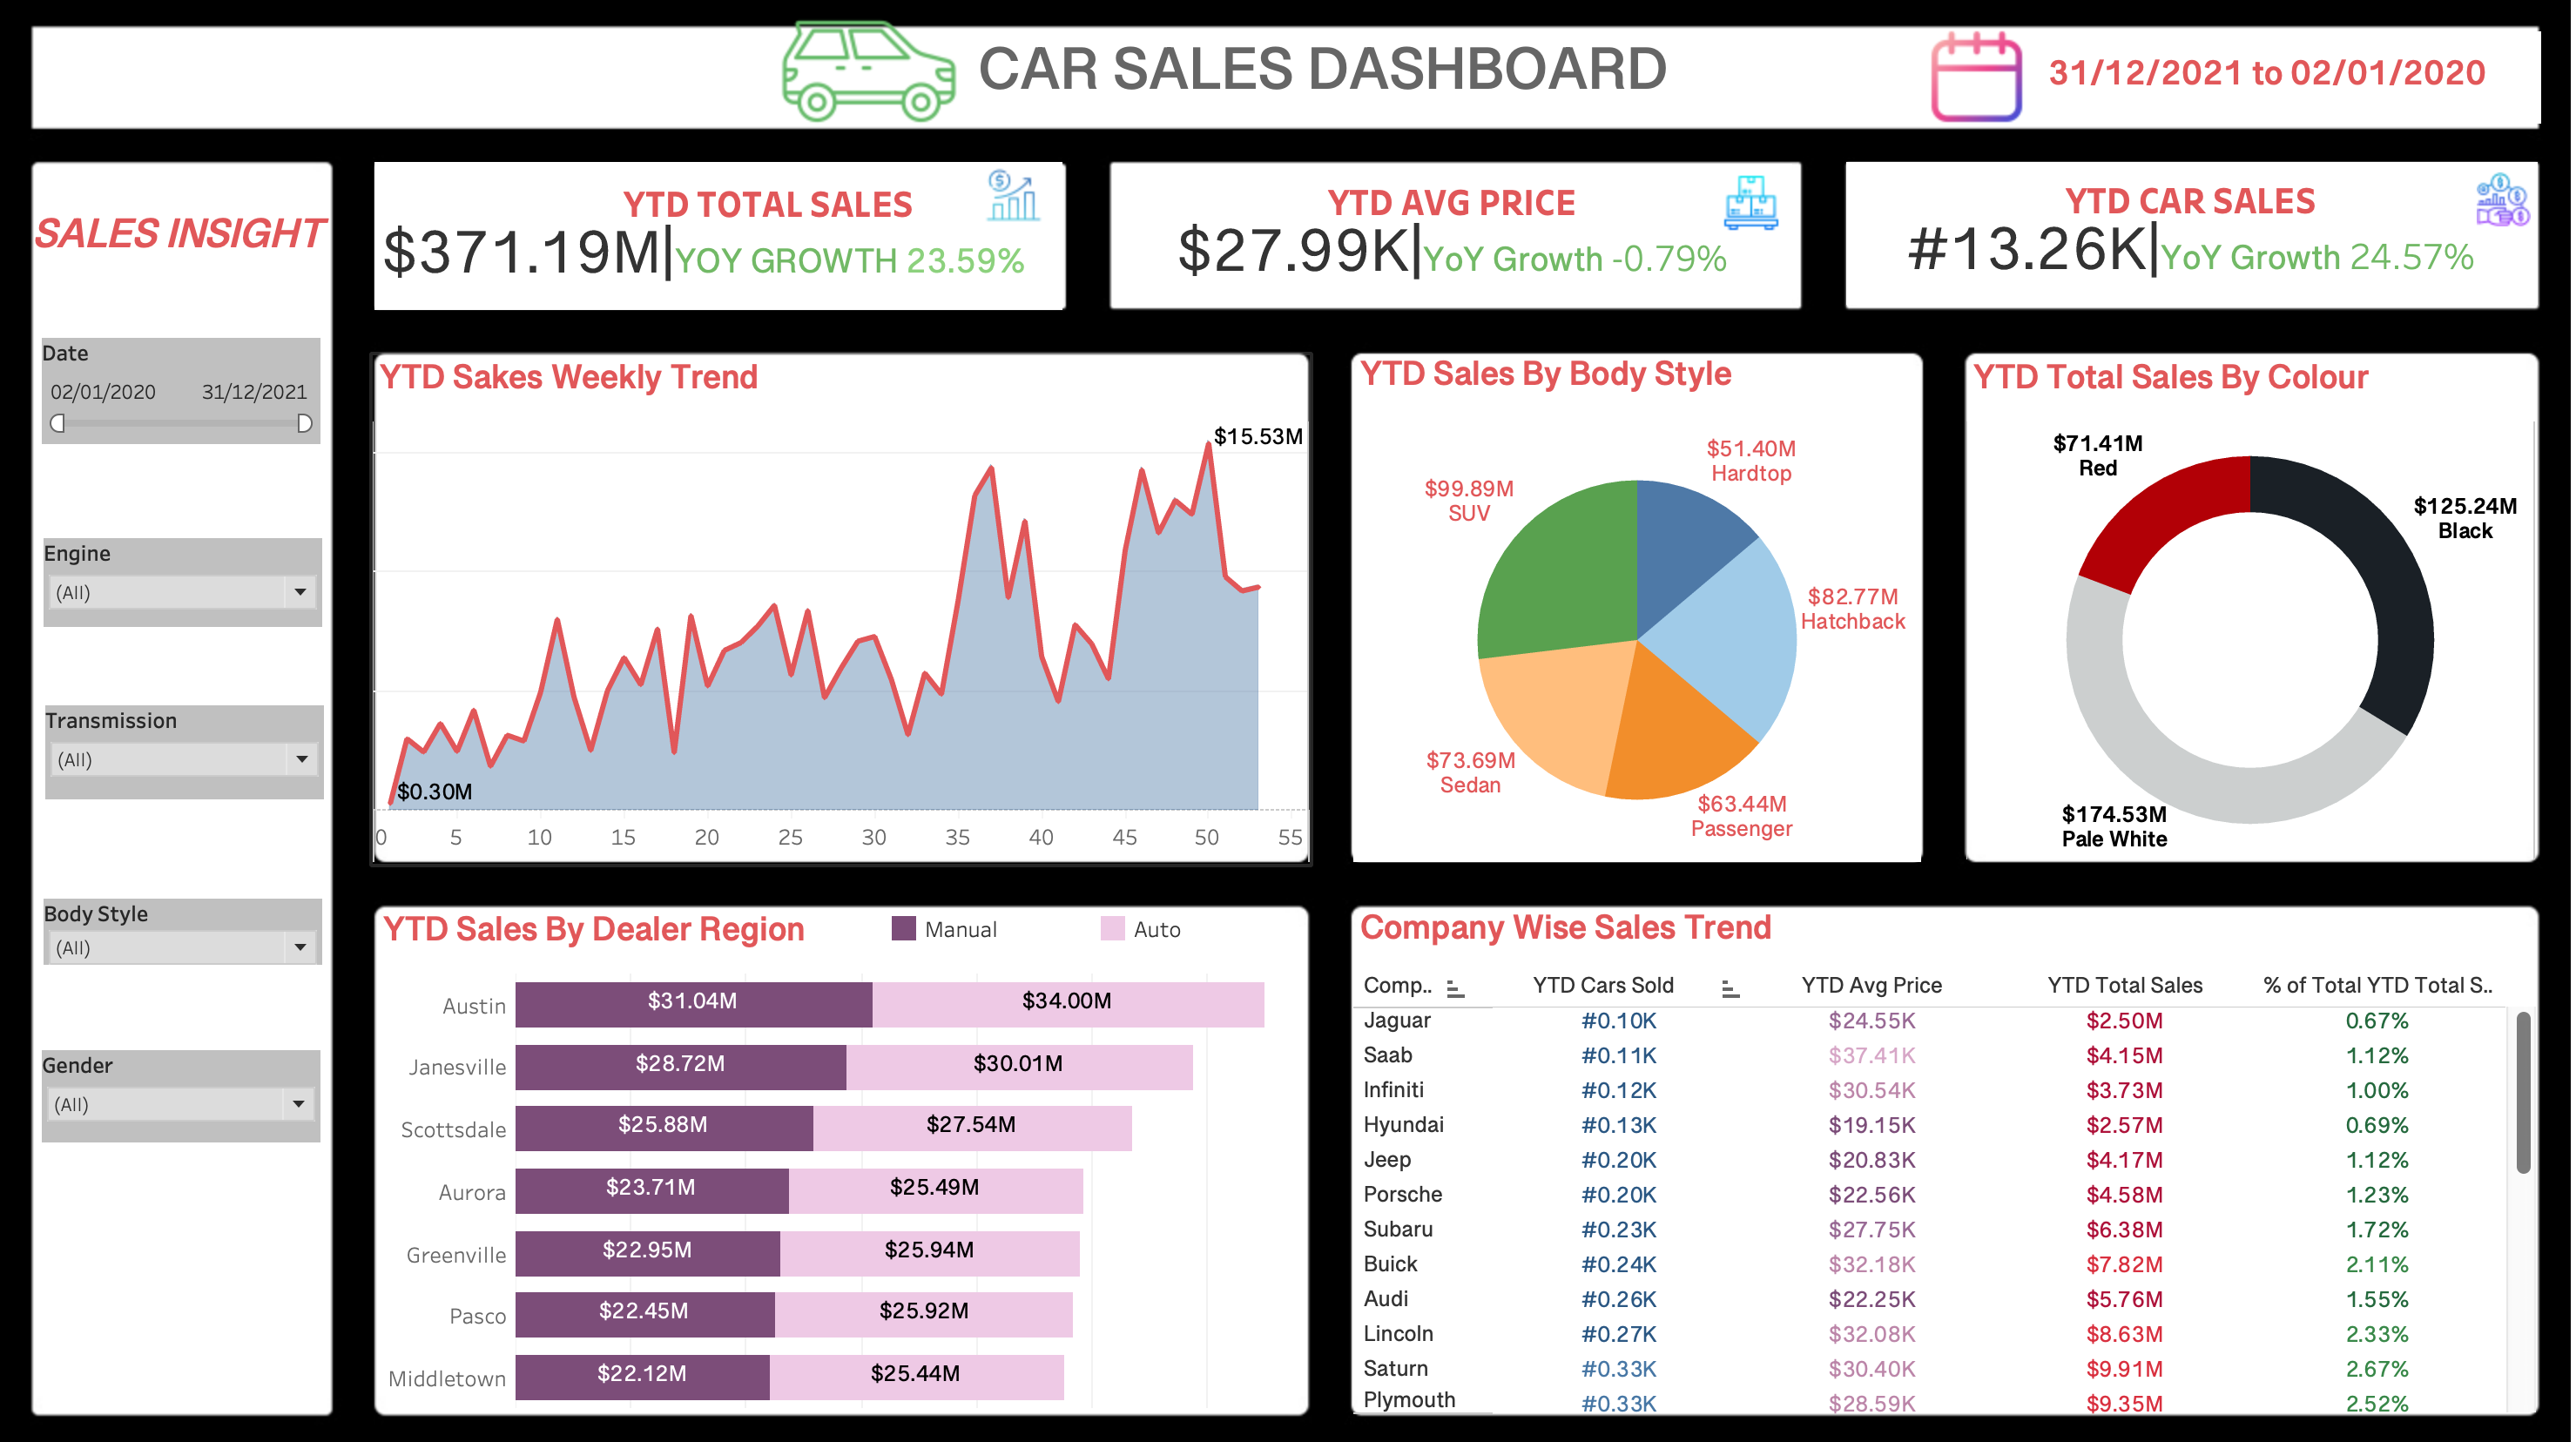 CAR SALES DASHBOARD
31/12/2021 to 02/01/2020
SALES INSIGHT
Date
02/01/2020 31/12/2021
Engine
(All)
Transmission
(All)
Body Style
(All)
Gender
(All)
YTD TOTAL SALES
$371.19M|YOY GROWTH 23.59%
YTD AVG PRICE
$27.99K|YoY Growth -0.79%
YTD CAR SALES
#13.26K|YoY Growth 24.57%
YTD Sakes Weekly Trend
$15.53M
$0.30M
0 5 10 15 20 25 30 35 40 45 50 55
YTD Sales By Body Style
$51.40M
Hardtop
$99.89M
SUV
$82.77M
Hatchback
$73.69M
Sedan
$63.44M
Passenger
YTD Total Sales By Colour
$71.41M
Red
$125.24M
Black
$174.53M
Pale White
YTD Sales By Dealer Region
Manual Auto
Austin $31.04M $34.00M
Janesville $28.72M $30.01M
Scottsdale $25.88M $27.54M
Aurora $23.71M $25.49M
Greenville $22.95M $25.94M
Pasco $22.45M $25.92M
Middletown $22.12M $25.44M
Company Wise Sales Trend
Comp.. YTD Cars Sold YTD Avg Price YTD Total Sales % of Total YTD Total S..
Jaguar #0.10K $24.55K $2.50M 0.67%
Saab #0.11K $37.41K $4.15M 1.12%
Infiniti #0.12K $30.54K $3.73M 1.00%
Hyundai #0.13K $19.15K $2.57M 0.69%
Jeep #0.20K $20.83K $4.17M 1.12%
Porsche #0.20K $22.56K $4.58M 1.23%
Subaru #0.23K $27.75K $6.38M 1.72%
Buick #0.24K $32.18K $7.82M 2.11%
Audi #0.26K $22.25K $5.76M 1.55%
Lincoln #0.27K $32.08K $8.63M 2.33%
Saturn #0.33K $30.40K $9.91M 2.67%
Plymouth #0.33K $28.59K $9.35M 2.52%